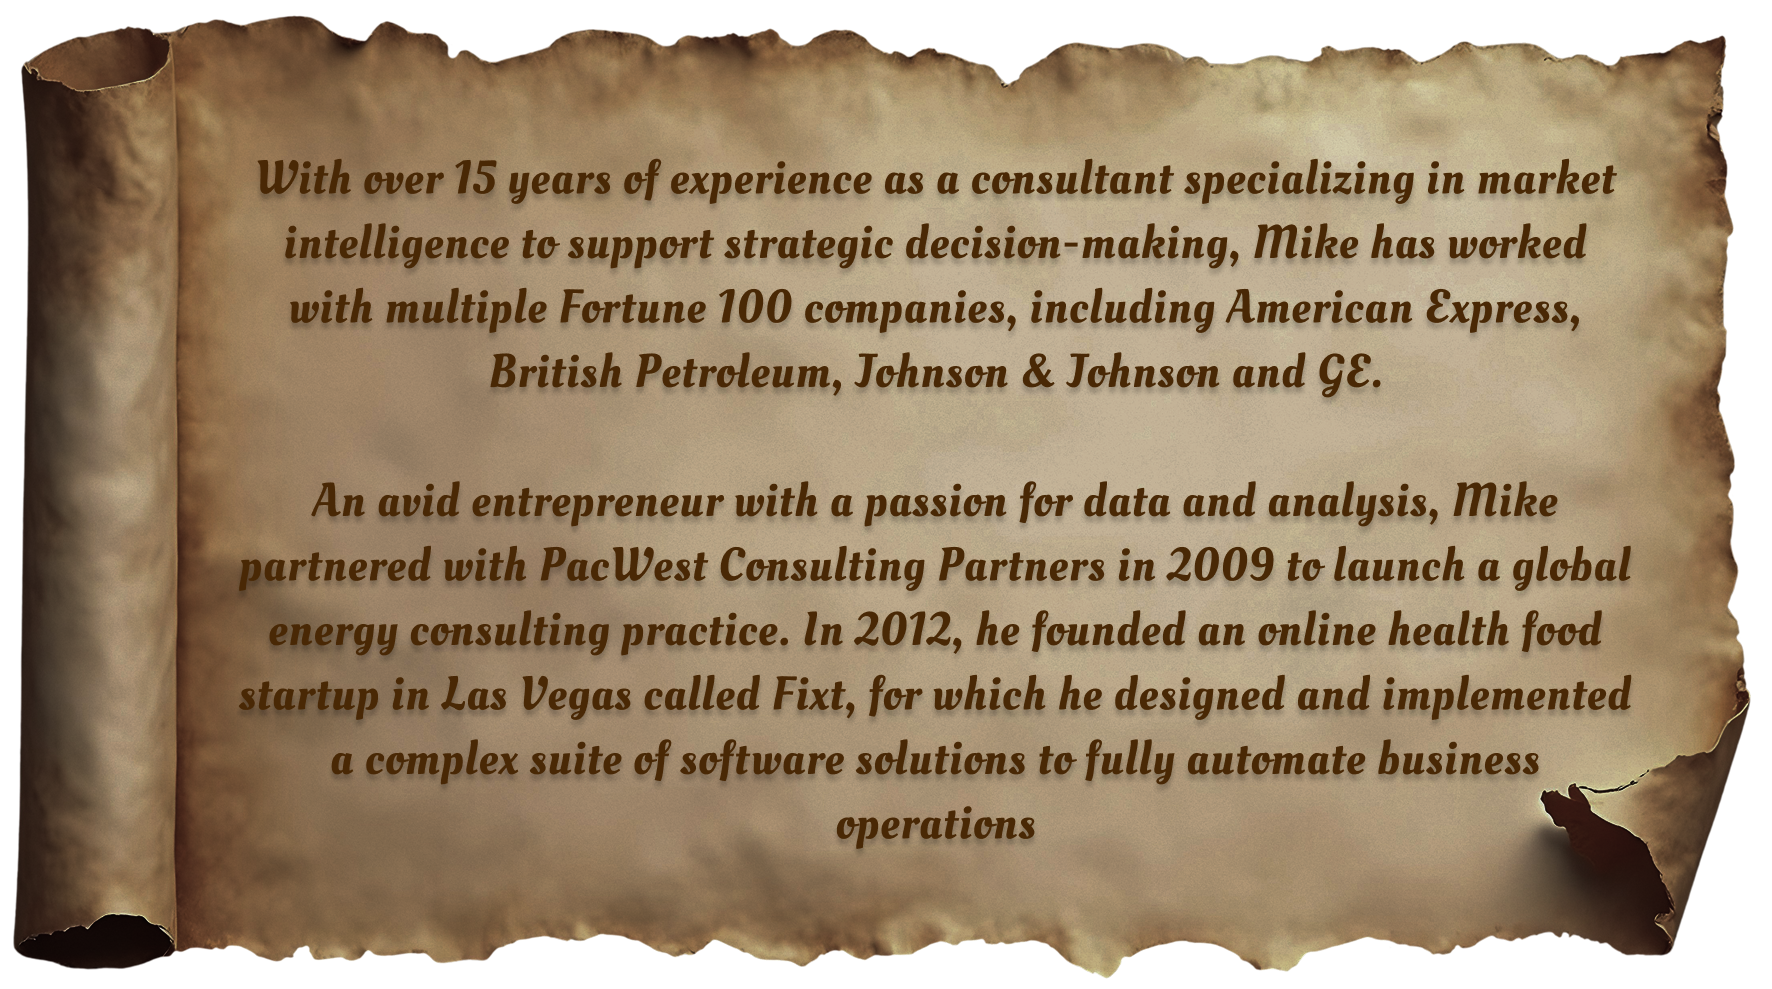 With over 15 years of experience as a consultant specializing in market
intelligence to support strategic decision-making, Mike has worked
with multiple Fortune 100 companies, including American Express,
British Petroleum, Johnson & Johnson and GE.
An avid entrepreneur with a passion for data and analysis, Mike
partnered with PacWest Consulting Partners in 2009 to launch a global
energy consulting practice. In 2012, he founded an online health food
startup in Las Vegas called Fixt, for which he designed and implemented
a complex suite of software solutions to fully automate business
operations